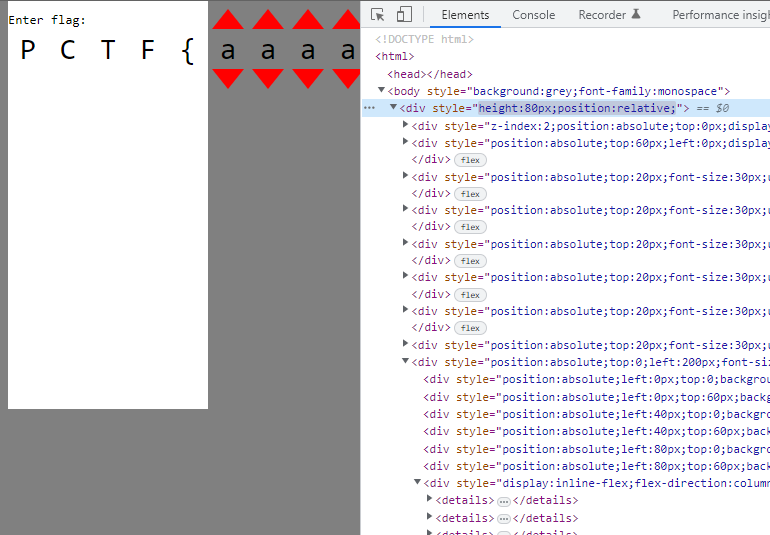 Enter flag:
P C T F { a a a a
Elements Console Recorder Performance insig
<!DOCTYPE html>
<html>
<head></head>
<body style="background:grey;font-family:monospace">
<div style="height:80px;position:relative;"> == $0
<div style="z-index:2;position:absolute;top:0px;display
<div style="position:absolute;top:60px;left:0px;display
</div> flex
<div style="position:absolute;top:20px;font-size:30px;u
</div> flex
<div style="position:absolute;top:20px;font-size:30px;u
</div> flex
<div style="position:absolute;top:20px;font-size:30px;u
</div> flex
<div style="position:absolute;top:20px;font-size:30px;u
</div> flex
<div style="position:absolute;top:20px;font-size:30px;u
</div> flex
<div style="position:absolute;top:20px;font-size:30px;u
<div style="position:absolute;top:0;left:200px;font-siz
<div style="position:absolute;left:0px;top:0;backgroun
<div style="position:absolute;left:0px;top:60px;backg
<div style="position:absolute;left:40px;top:0;backgro
<div style="position:absolute;left:40px;top:60px;back
<div style="position:absolute;left:80px;top:0;backgro
<div style="position:absolute;left:80px;top:60px;back
<div style="display:inline-flex;flex-direction:column
<details> … </details>
<details> … </details>
<details> … </details>